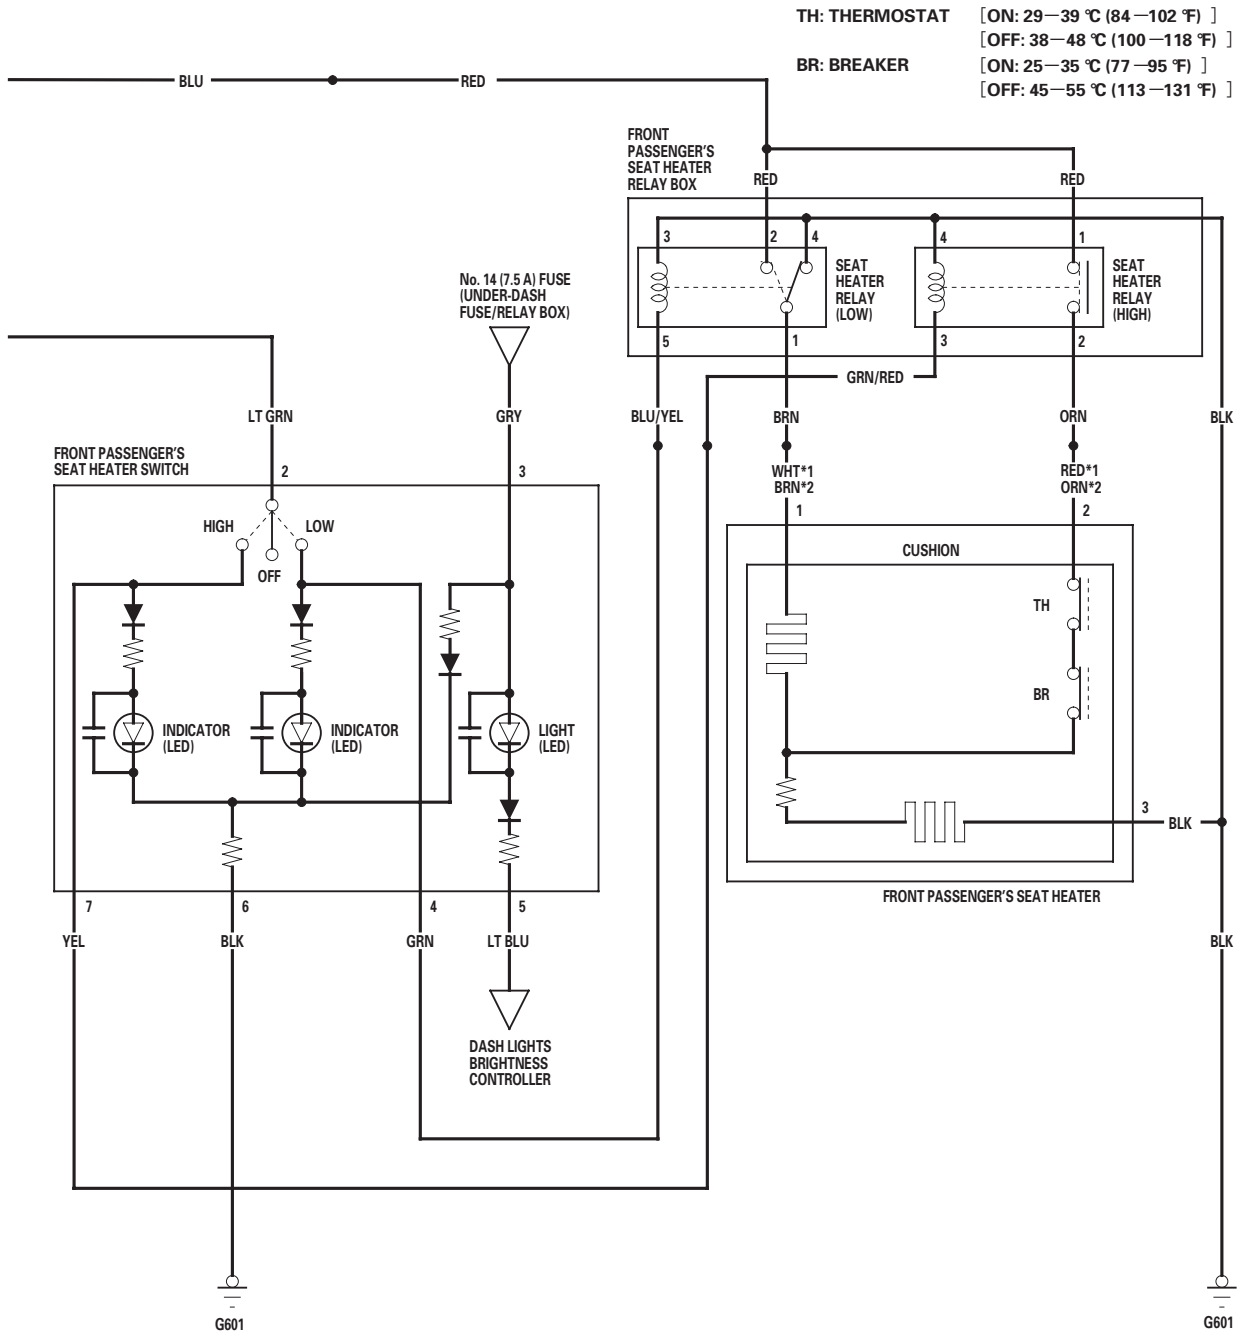 TH: THERMOSTAT [ON: 29—39 ℃ (84—102 ℉) ]
[OFF: 38—48 ℃ (100—118 ℉) ]
BR: BREAKER [ON: 25—35 ℃ (77—95 ℉) ]
[OFF: 45—55 ℃ (113—131 ℉) ]
BLU RED
FRONT
PASSENGER'S
SEAT HEATER
RELAY BOX
RED RED
3 2 4 4 1
SEAT
HEATER
RELAY
(LOW)
SEAT
HEATER
RELAY
(HIGH)
5 1 3 2
No. 14 (7.5 A) FUSE
(UNDER-DASH
FUSE/RELAY BOX)
GRN/RED
LT GRN GRY BLU/YEL BRN ORN BLK
FRONT PASSENGER'S
SEAT HEATER SWITCH
2 3
WHT*1
BRN*2
RED*1
ORN*2
1 2
HIGH LOW
OFF
CUSHION
TH
BR
INDICATOR
(LED)
INDICATOR
(LED)
LIGHT
(LED)
3
BLK
FRONT PASSENGER'S SEAT HEATER
7 6 4 5
YEL BLK GRN LT BLU BLK
DASH LIGHTS
BRIGHTNESS
CONTROLLER
G601 G601